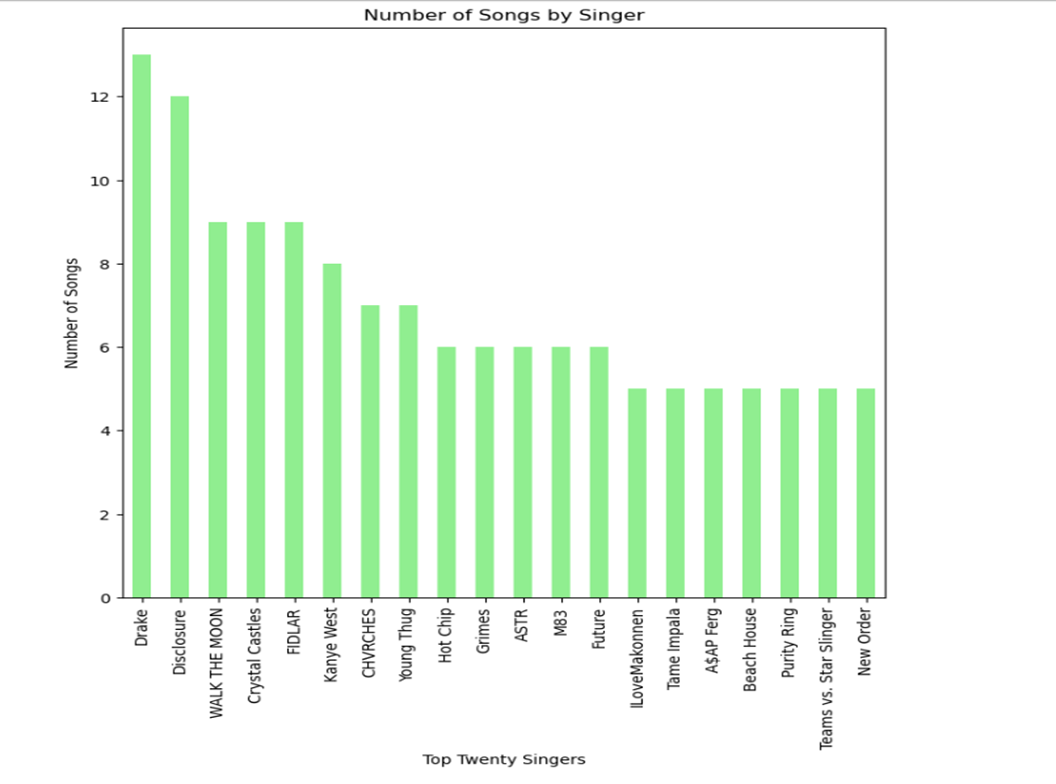 Number of Songs by Singer
Number of Songs
12
10
8
6
4
2
0
Drake
Disclosure
WALK THE MOON
Crystal Castles
FIDLAR
Kanye West
CHVRCHES
Young Thug
Hot Chip
Grimes
ASTR
M83
Future
ILoveMakonnen
Tame Impala
A$AP Ferg
Beach House
Purity Ring
Teams vs. Star Slinger
New Order
Top Twenty Singers